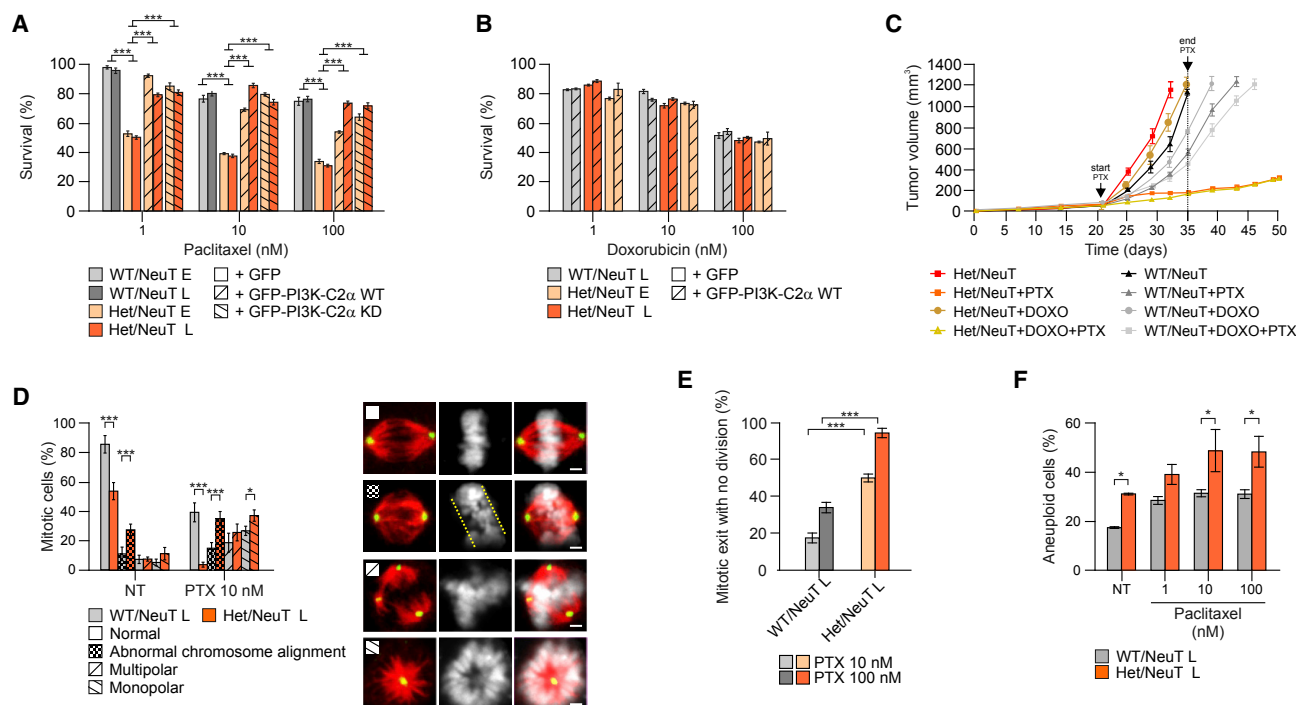 A
***
***
***
***
***
***
***
***
***
Survival (%)
100
80
60
40
20
0
1
10
100
Paclitaxel (nM)
WT/NeuT E
WT/NeuT L
Het/NeuT E
Het/NeuT L
+ GFP
+ GFP-PI3K-C2α WT
+ GFP-PI3K-C2α KD
B
Survival (%)
100
80
60
40
20
0
1
10
100
Doxorubicin (nM)
WT/NeuT L
Het/NeuT E
Het/NeuT L
+ GFP
+ GFP-PI3K-C2α WT
C
end
PTX
start
PTX
Tumor volume (mm³)
1400
1200
1000
800
600
400
200
0
0 5 10 15 20 25 30 35 40 45 50
Time (days)
Het/NeuT
Het/NeuT+PTX
Het/NeuT+DOXO
Het/NeuT+DOXO+PTX
WT/NeuT
WT/NeuT+PTX
WT/NeuT+DOXO
WT/NeuT+DOXO+PTX
D
***
***
***
***
*
Mitotic cells (%)
100
80
60
40
20
0
NT
PTX 10 nM
WT/NeuT L
Het/NeuT L
Normal
Abnormal chromosome alignment
Multipolar
Monopolar
E
***
***
Mitotic exit with no division (%)
100
80
60
40
20
0
WT/NeuT L
Het/NeuT L
PTX 10 nM
PTX 100 nM
F
*
*
*
Aneuploid cells (%)
60
40
20
0
NT
1
10
100
Paclitaxel
(nM)
WT/NeuT L
Het/NeuT L